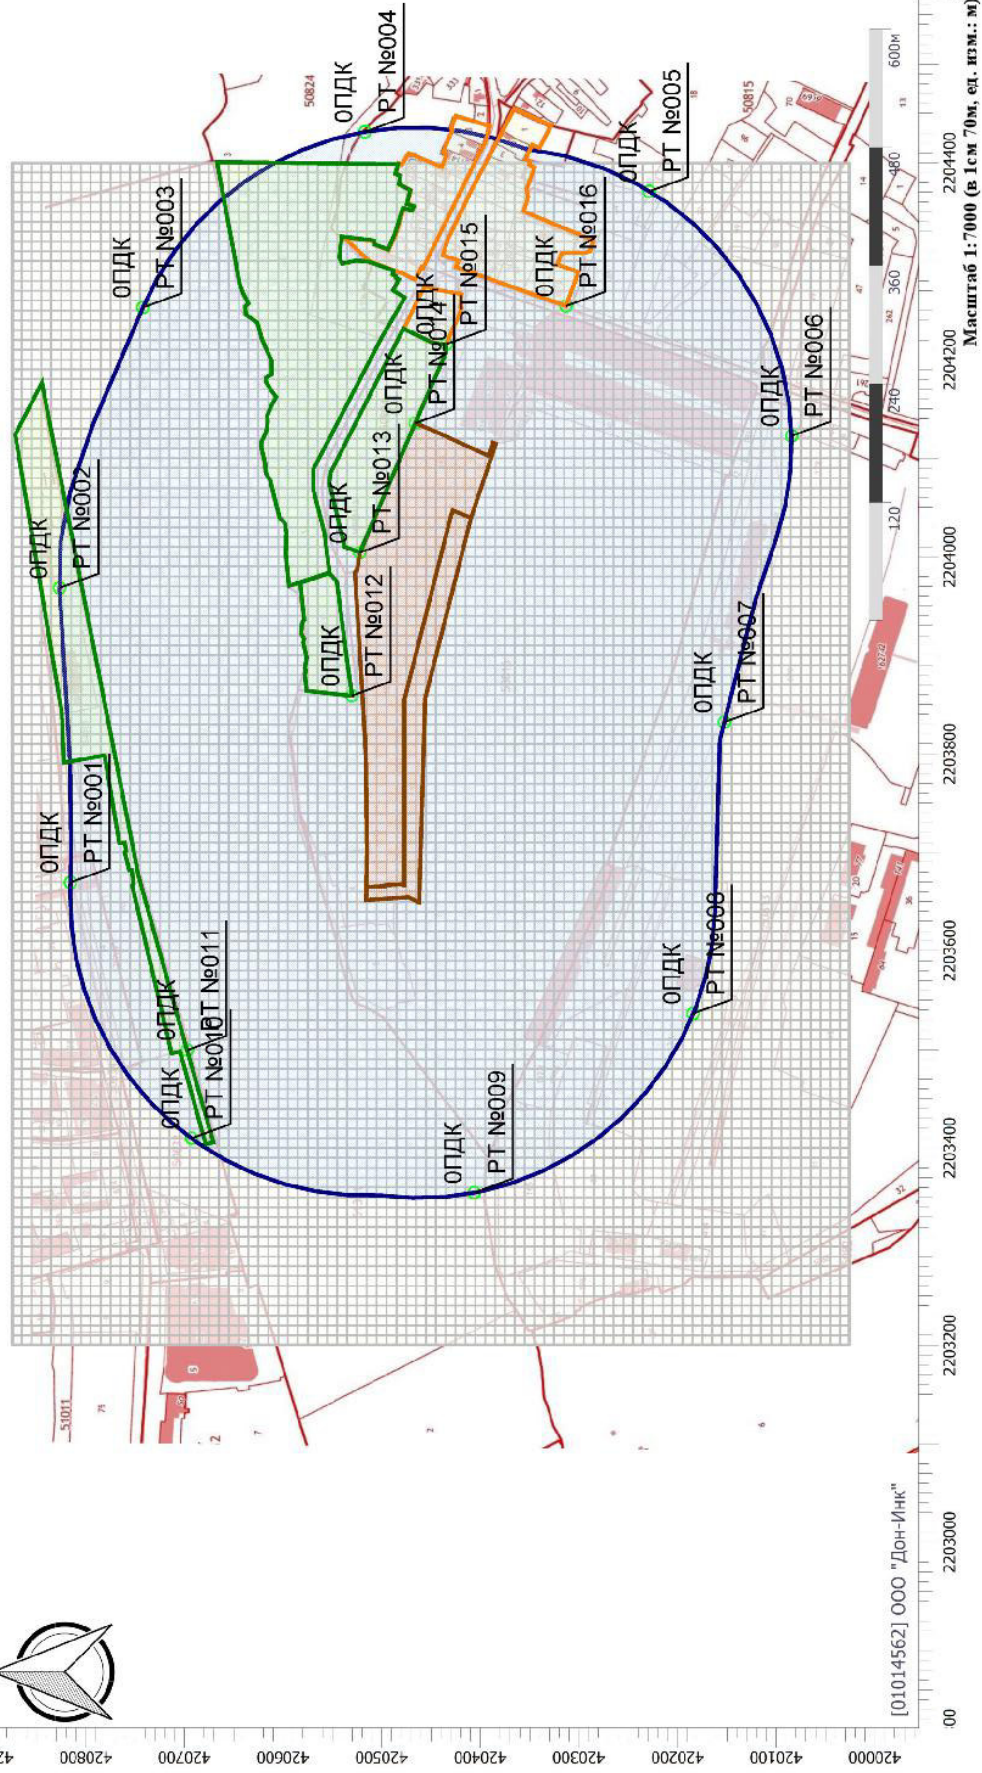 50824
0ПДК
РТ №004
0ПДК
РТ №003
0ПДК
РТ №005
50815
0ПДК
РТ №016
0ПДК
РТ №015
0ПДК
РТ №014
0ПДК
РТ №006
0ПДК
РТ №013
0ПДК
РТ №002
0ПДК
РТ №012
0ПДК
РТ №007
0ПДК
РТ №001
0ПДК
РТ №008
0ПДК
РТ №011
0ПДК
РТ №010
0ПДК
РТ №009
51011
120
240
360
480
600м
420800
420700
420600
420500
420400
420300
420200
420100
420000
00
2203000
2203200
2203400
2203600
2203800
2204000
2204200
2204400
[01014562] ООО "Дон-Инк"
Масштаб 1:7000 (в 1см 70м, ед. изм.: м)